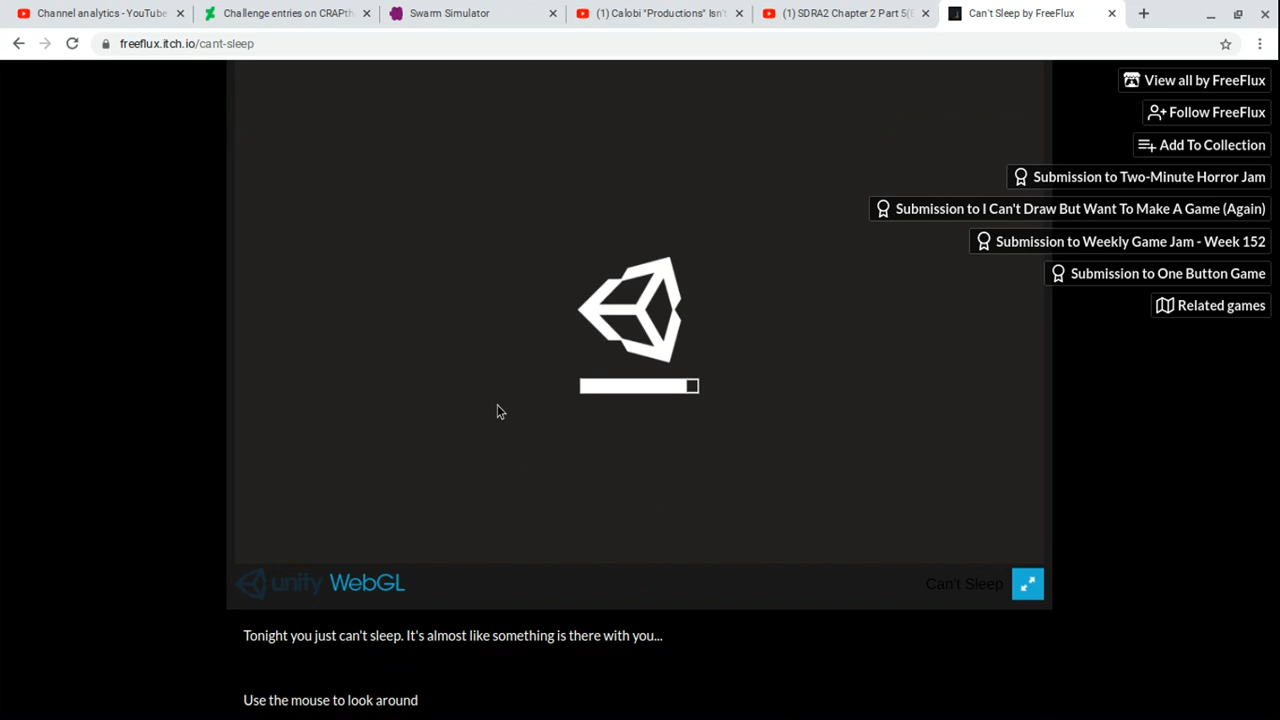 Channel analytics - YouTube
Challenge entries on CRAPth
Swarm Simulator
(1) Calobi "Productions" Isn't
(1) SDRA2 Chapter 2 Part 5(E
Can't Sleep by FreeFlux
freeflux.itch.io/cant-sleep
View all by FreeFlux
Follow FreeFlux
Add To Collection
Submission to Two-Minute Horror Jam
Submission to I Can't Draw But Want To Make A Game (Again)
Submission to Weekly Game Jam - Week 152
Submission to One Button Game
Related games
unity WebGL
Can't Sleep
Tonight you just can't sleep. It's almost like something is there with you...
Use the mouse to look around